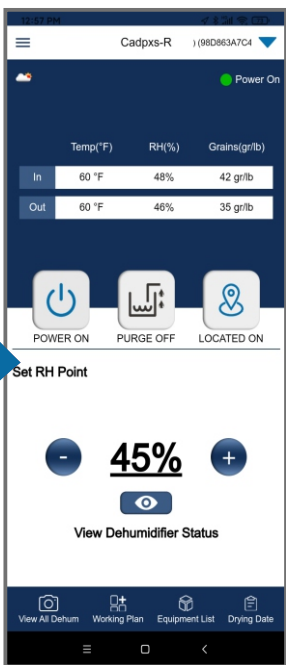 12:57 PM
Cadpxs-R )(98D863A7C4
Power On
Temp(°F) RH(%) Grains(gr/lb)
In 60 °F 48% 42 gr/lb
Out 60 °F 46% 35 gr/lb
POWER ON PURGE OFF LOCATED ON
Set RH Point
- 45% +
View Dehumidifier Status
View All Dehum Working Plan Equipment List Drying Date